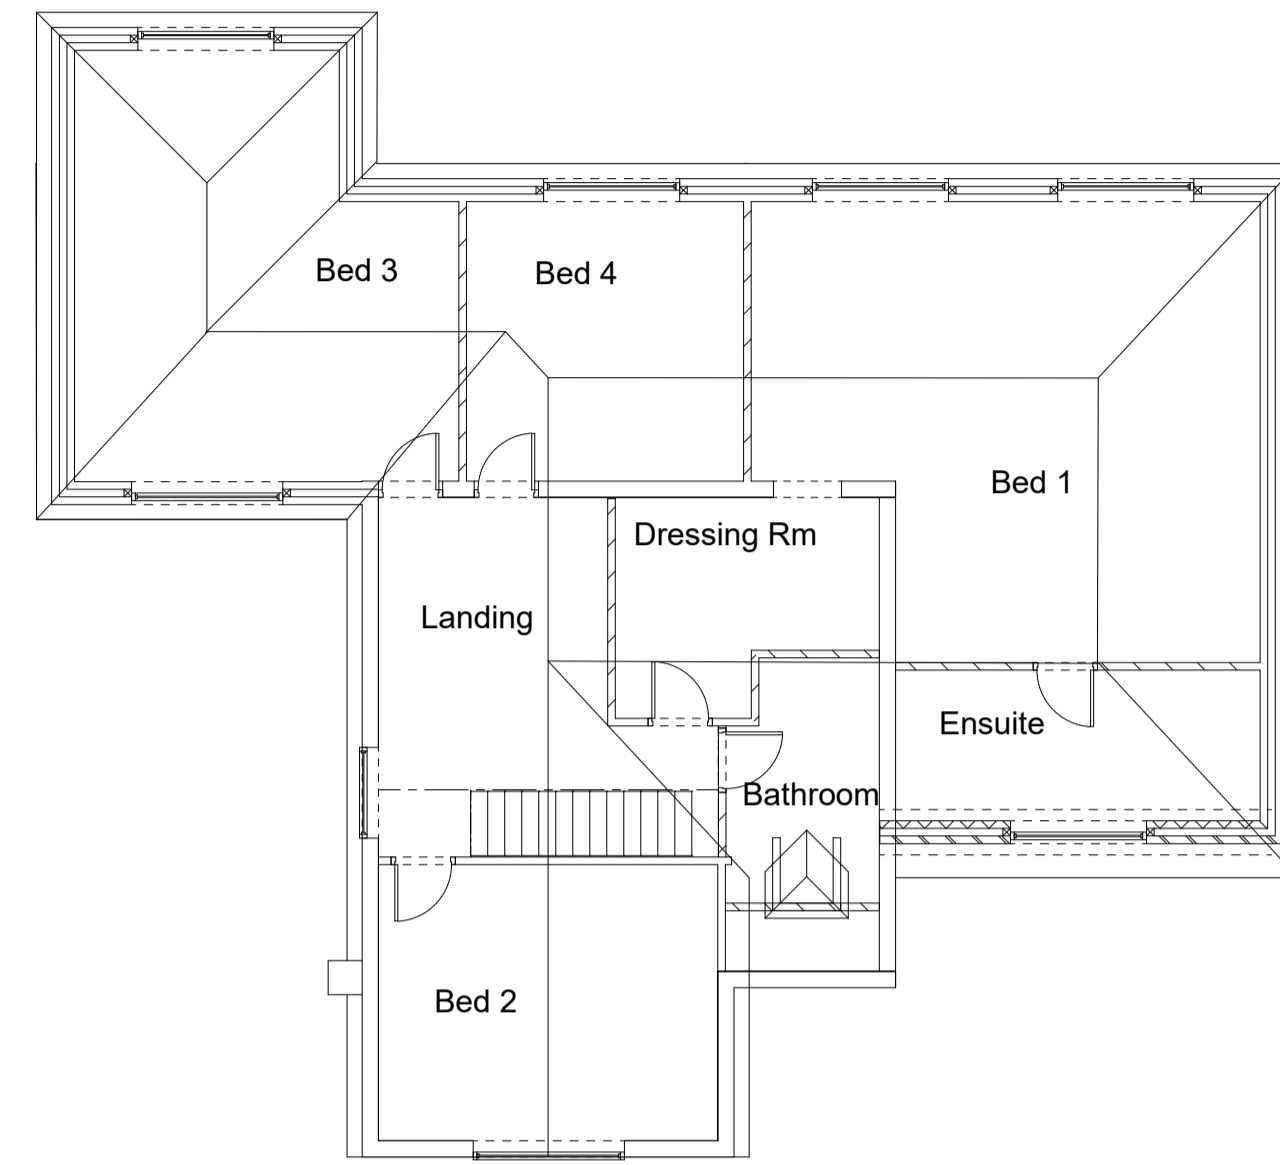 Bed 3
Bed 4
Bed 1
Dressing Rm
Landing
Ensuite
Bathroom
Bed 2